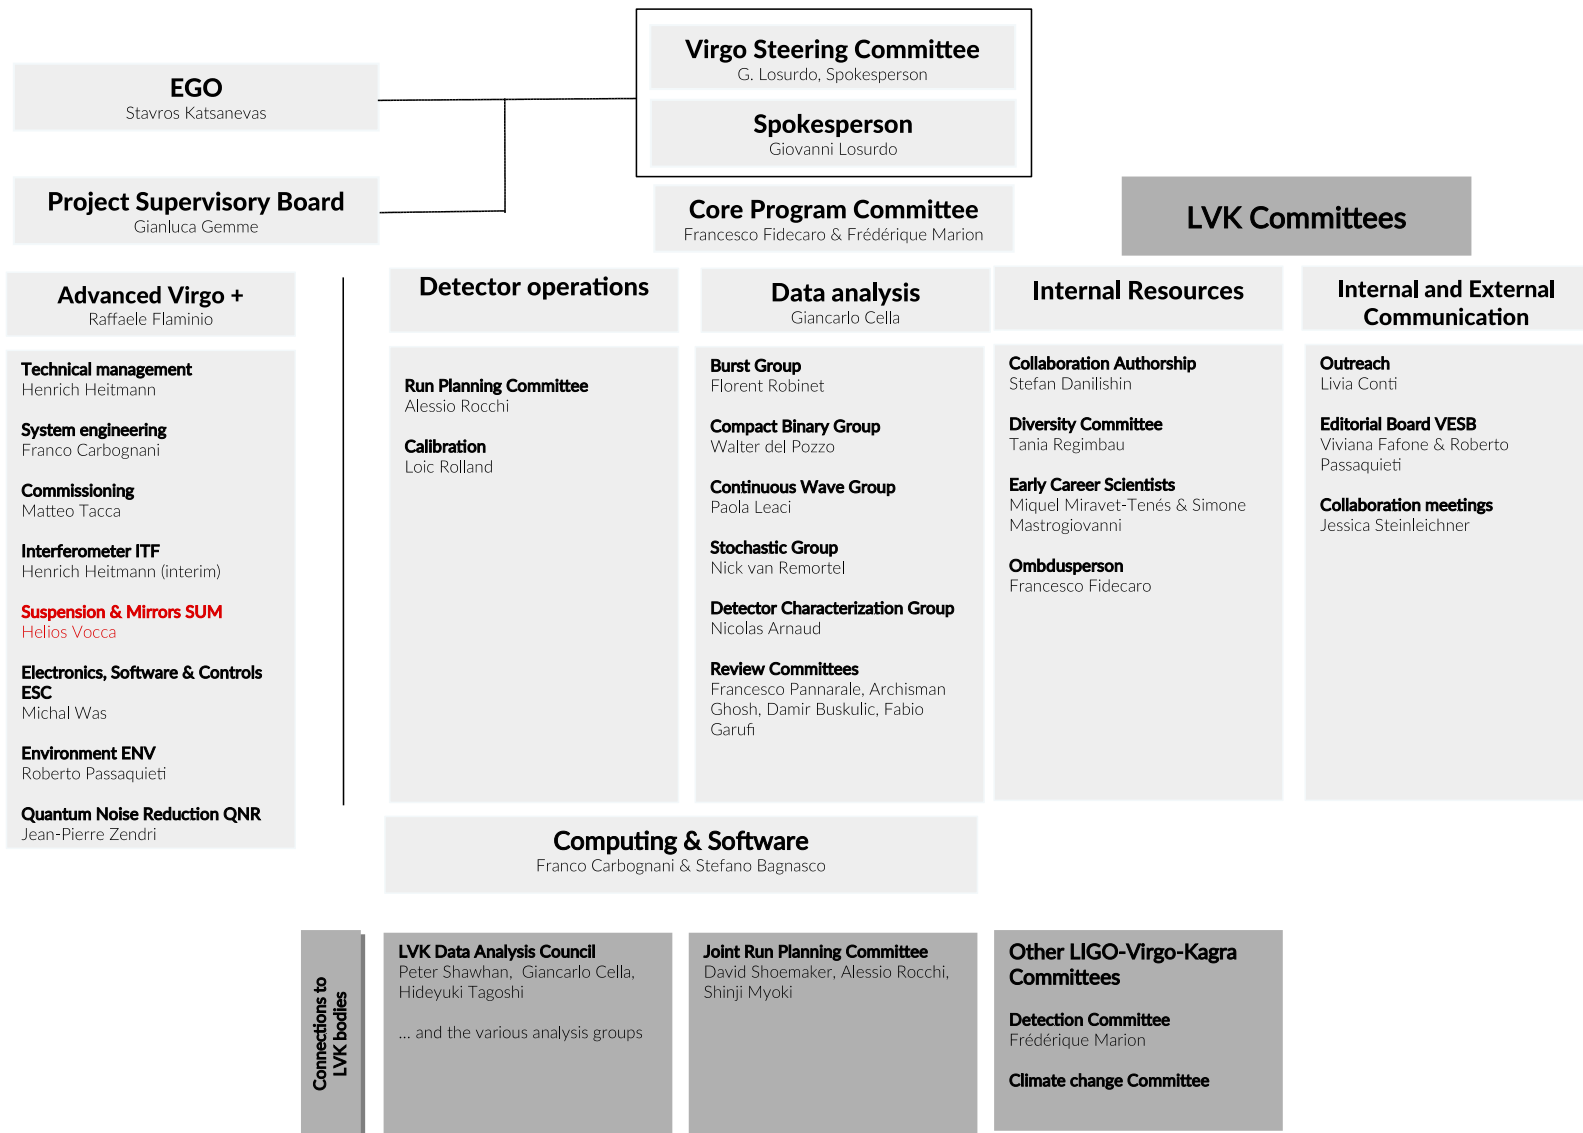 Virgo Steering Committee
G. Losurdo, Spokesperson
EGO
Stavros Katsanevas
Spokesperson
Giovanni Losurdo
Project Supervisory Board
Gianluca Gemme
Core Program Committee
Francesco Fidecaro & Frédérique Marion
LVK Committees
Advanced Virgo +
Raffaele Flaminio
Technical management
Henrich Heitmann
System engineering
Franco Carbognani
Commissioning
Matteo Tacca
Interferometer ITF
Henrich Heitmann (interim)
Suspension & Mirrors SUM
Helios Vocca
Electronics, Software & Controls
ESC
Michal Was
Environment ENV
Roberto Passaquieti
Quantum Noise Reduction QNR
Jean-Pierre Zendri
Detector operations
Run Planning Committee
Alessio Rocchi
Calibration
Loic Rolland
Data analysis
Giancarlo Cella
Burst Group
Florent Robinet
Compact Binary Group
Walter del Pozzo
Continuous Wave Group
Paola Leaci
Stochastic Group
Nick van Remortel
Detector Characterization Group
Nicolas Arnaud
Review Committees
Francesco Pannarale, Archisman
Ghosh, Damir Buskulic, Fabio
Garufi
Internal Resources
Collaboration Authorship
Stefan Danilishin
Diversity Committee
Tania Regimbau
Early Career Scientists
Miquel Miravet-Tenés & Simone
Mastrogiovanni
Ombdusperson
Francesco Fidecaro
Internal and External
Communication
Outreach
Livia Conti
Editorial Board VESB
Viviana Fafone & Roberto
Passaquieti
Collaboration meetings
Jessica Steinleichner
Computing & Software
Franco Carbognani & Stefano Bagnasco
Connections to
LVK bodies
LVK Data Analysis Council
Peter Shawhan, Giancarlo Cella,
Hideyuki Tagoshi
... and the various analysis groups
Joint Run Planning Committee
David Shoemaker, Alessio Rocchi,
Shinji Myoki
Other LIGO-Virgo-Kagra
Committees
Detection Committee
Frédérique Marion
Climate change Committee